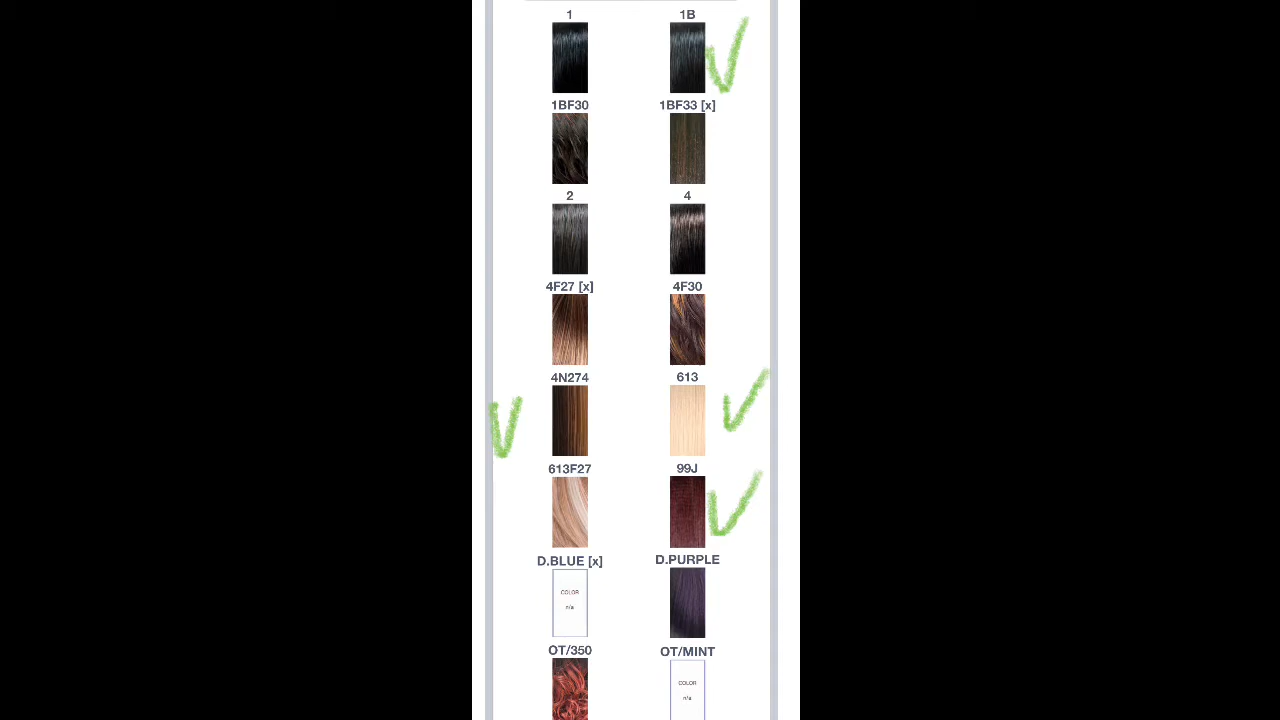 1 1B
1BF30 1BF33 [x]
2 4
4F27 [x] 4F30
4N274 613
613F27 99J
D.BLUE [x] D.PURPLE
COLOR
n/a
OT/350 OT/MINT
COLOR
n/a